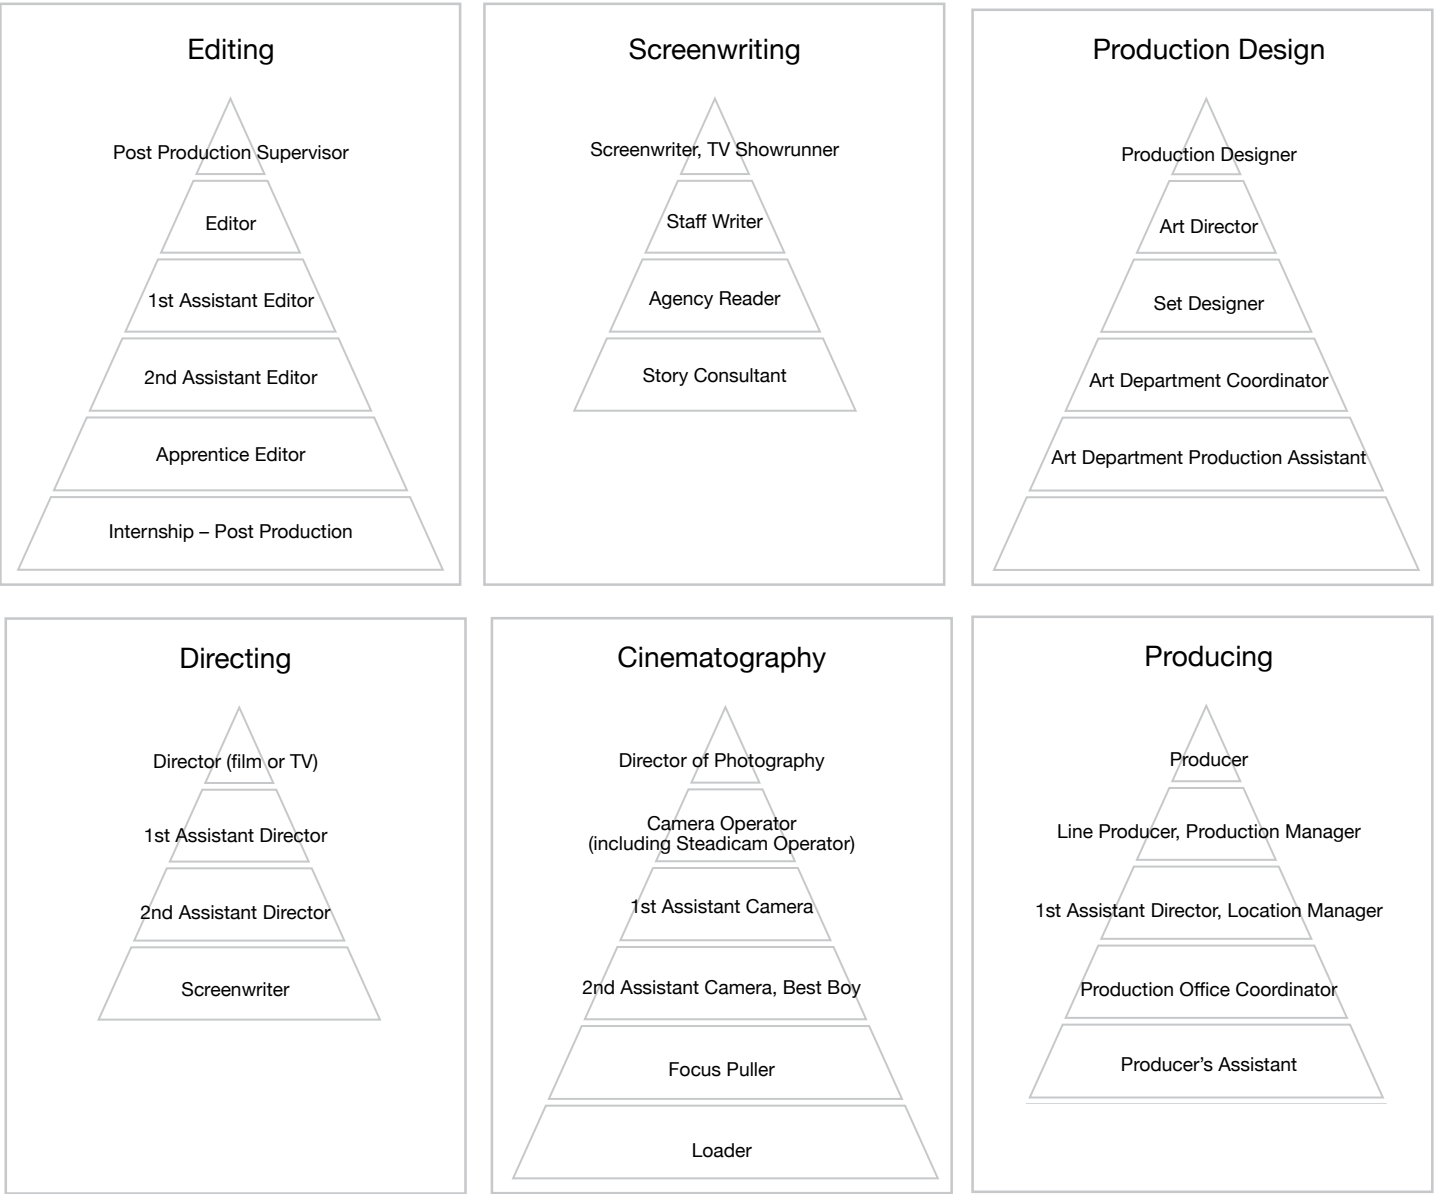 Editing
Post Production Supervisor
Editor
1st Assistant Editor
2nd Assistant Editor
Apprentice Editor
Internship – Post Production
Screenwriting
Screenwriter, TV Showrunner
Staff Writer
Agency Reader
Story Consultant
Production Design
Production Designer
Art Director
Set Designer
Art Department Coordinator
Art Department Production Assistant
Directing
Director (film or TV)
1st Assistant Director
2nd Assistant Director
Screenwriter
Cinematography
Director of Photography
Camera Operator
(including Steadicam Operator)
1st Assistant Camera
2nd Assistant Camera, Best Boy
Focus Puller
Loader
Producing
Producer
Line Producer, Production Manager
1st Assistant Director, Location Manager
Production Office Coordinator
Producer’s Assistant